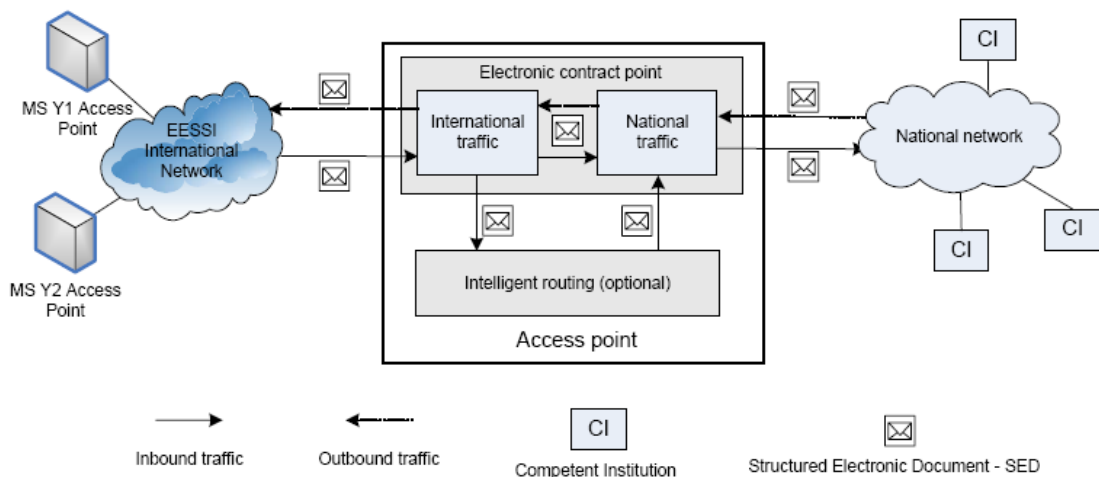 CI
MS Y1 Access
Point
EESSI
International
Network
Electronic contract point
International
traffic
National
traffic
National network
CI
CI
MS Y2 Access
Point
Intelligent routing (optional)
Access point
Inbound traffic
Outbound traffic
CI
Competent Institution
Structured Electronic Document - SED